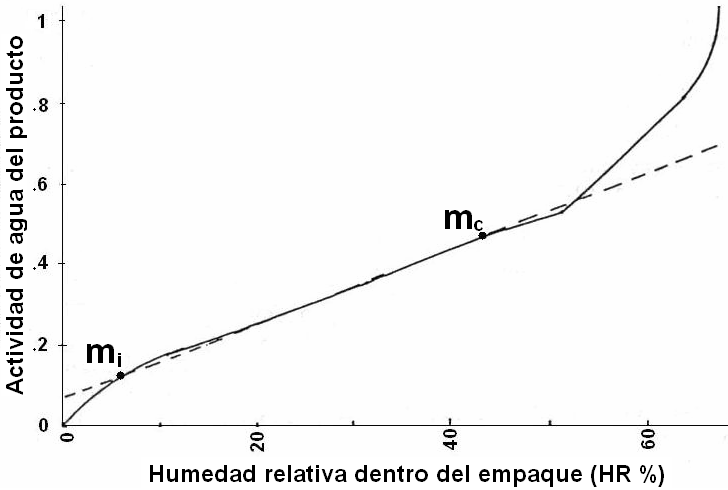 Actividad de agua del producto
1
.8
.6
.4
.2
0
mc
mi
0
20
40
60
Humedad relativa dentro del empaque (HR %)